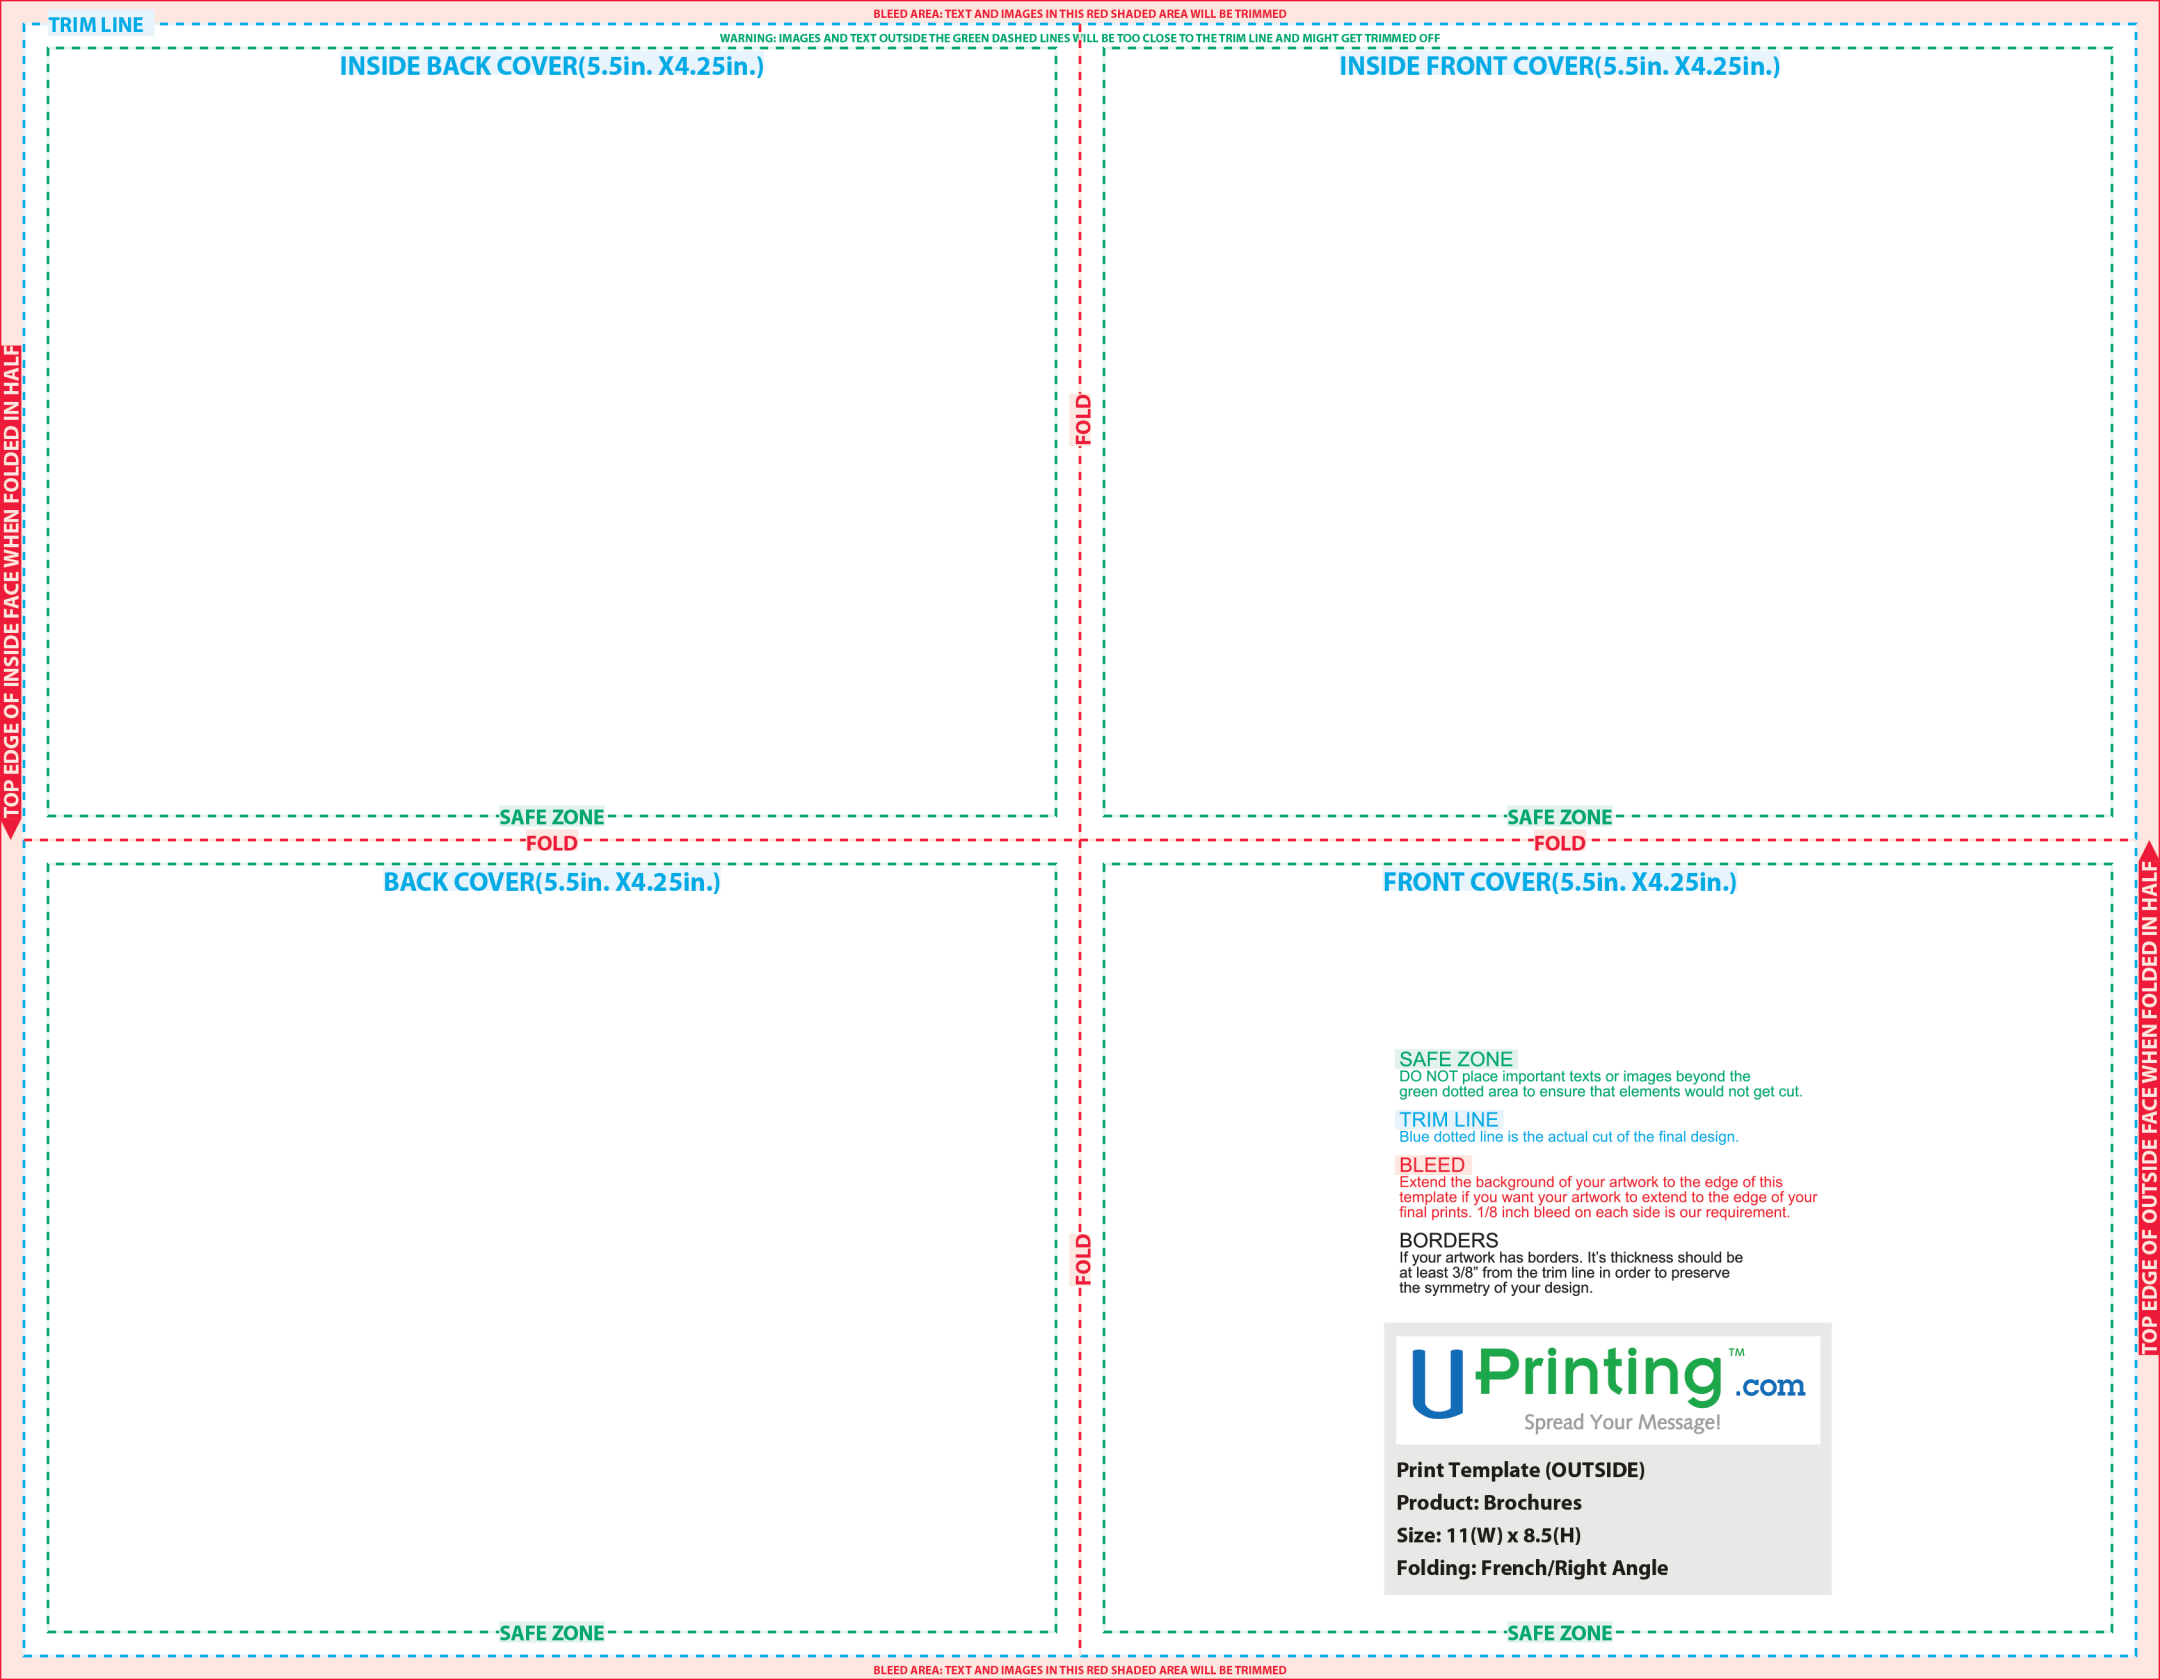 BLEED AREA: TEXT AND IMAGES IN THIS RED SHADED AREA WILL BE TRIMMED
TRIM LINE
WARNING: IMAGES AND TEXT OUTSIDE THE GREEN DASHED LINES WILL BE TOO CLOSE TO THE TRIM LINE AND MIGHT GET TRIMMED OFF
INSIDE BACK COVER(5.5in. X4.25in.)
INSIDE FRONT COVER(5.5in. X4.25in.)
TOP EDGE OF INSIDE FACE WHEN FOLDED IN HALF
FOLD
SAFE ZONE
SAFE ZONE
FOLD
FOLD
BACK COVER(5.5in. X4.25in.)
FRONT COVER(5.5in. X4.25in.)
TOP EDGE OF OUTSIDE FACE WHEN FOLDED IN HALF
FOLD
SAFE ZONE
DO NOT place important texts or images beyond the
green dotted area to ensure that elements would not get cut.
TRIM LINE
Blue dotted line is the actual cut of the final design.
BLEED
Extend the background of your artwork to the edge of this
template if you want your artwork to extend to the edge of your
final prints. 1/8 inch bleed on each side is our requirement.
BORDERS
If your artwork has borders. It’s thickness should be
at least 3/8” from the trim line in order to preserve
the symmetry of your design.
UPrinting™.com
Spread Your Message!
Print Template (OUTSIDE)
Product: Brochures
Size: 11(W) x 8.5(H)
Folding: French/Right Angle
SAFE ZONE
SAFE ZONE
BLEED AREA: TEXT AND IMAGES IN THIS RED SHADED AREA WILL BE TRIMMED